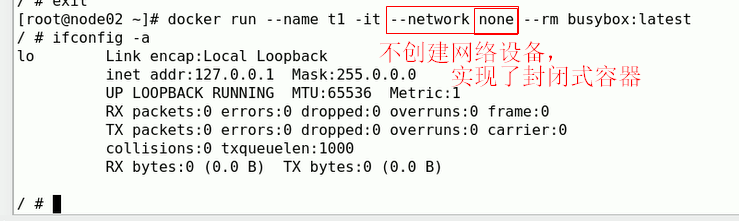 / # exit
[root@node02 ~]# docker run --name t1 -it --network none --rm busybox:latest
/ # ifconfig -a
不创建网络设备，
lo        Link encap:Local Loopback
实现了封闭式容器
          inet addr:127.0.0.1  Mask:255.0.0.0
          UP LOOPBACK RUNNING  MTU:65536  Metric:1
          RX packets:0 errors:0 dropped:0 overruns:0 frame:0
          TX packets:0 errors:0 dropped:0 overruns:0 carrier:0
          collisions:0 txqueuelen:1000
          RX bytes:0 (0.0 B)  TX bytes:0 (0.0 B)
/ #